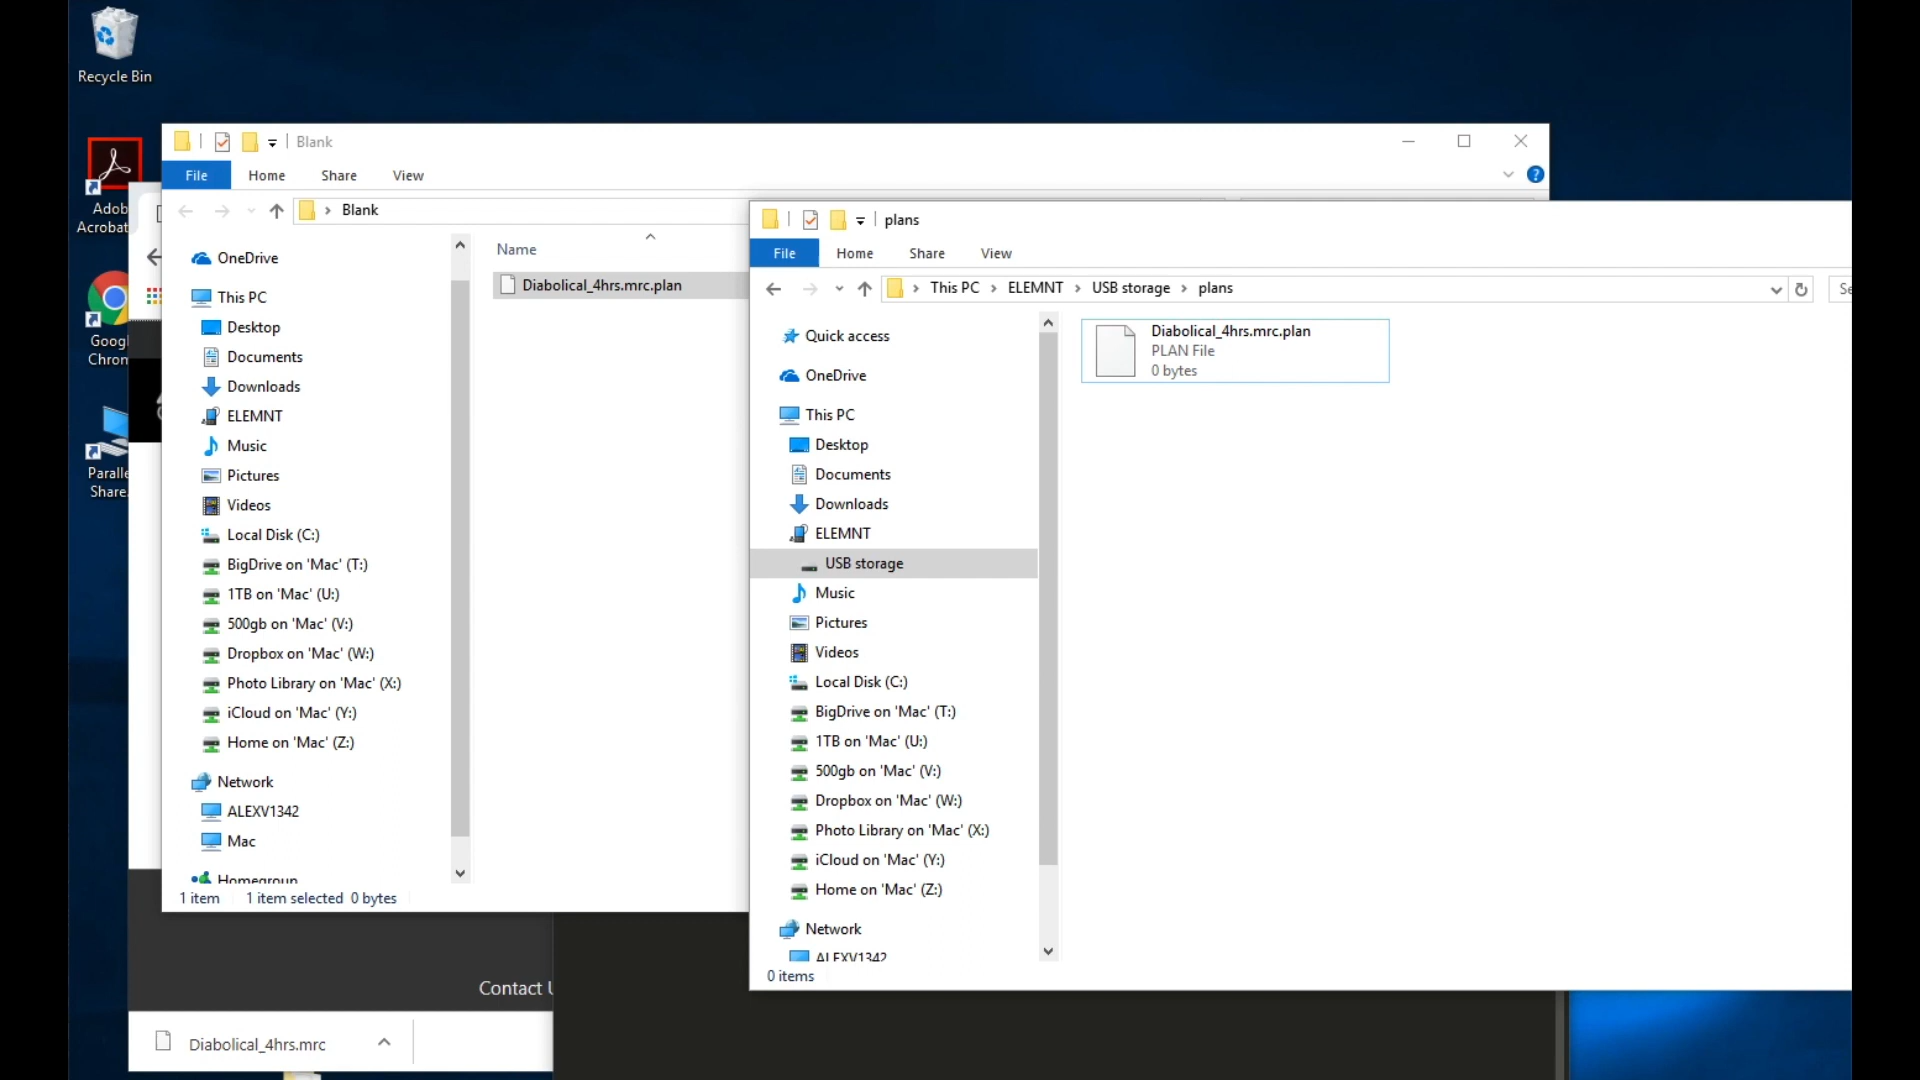 Recycle Bin
Adob
Acrobat
Googl
Chrom
Paralle
Share
Blank
File
Home
Share
View
Blank
OneDrive
This PC
Desktop
Documents
Downloads
ELEMNT
Music
Pictures
Videos
Local Disk (C:)
BigDrive on 'Mac' (T:)
1TB on 'Mac' (U:)
500gb on 'Mac' (V:)
Dropbox on 'Mac' (W:)
Photo Library on 'Mac' (X:)
iCloud on 'Mac' (Y:)
Home on 'Mac' (Z:)
Network
ALEXV1342
Mac
Homegroup
1 item 1 item selected 0 bytes
Name
Diabolical_4hrs.mrc.plan
plans
File
Home
Share
View
This PC > ELEMNT > USB storage > plans
Se
Quick access
OneDrive
This PC
Desktop
Documents
Downloads
ELEMNT
USB storage
Music
Pictures
Videos
Local Disk (C:)
BigDrive on 'Mac' (T:)
1TB on 'Mac' (U:)
500gb on 'Mac' (V:)
Dropbox on 'Mac' (W:)
Photo Library on 'Mac' (X:)
iCloud on 'Mac' (Y:)
Home on 'Mac' (Z:)
Network
ALEXV1342
0 items
Diabolical_4hrs.mrc.plan
PLAN File
0 bytes
Contact U
Diabolical_4hrs.mrc